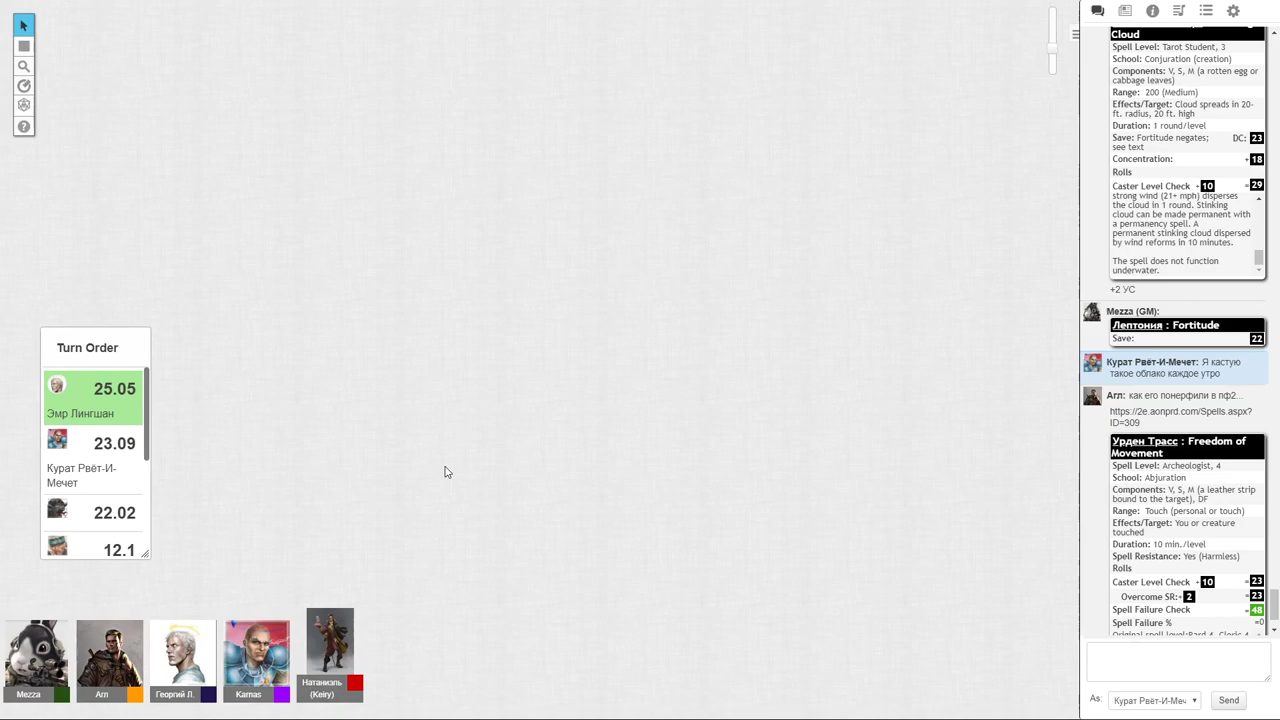 Turn Order
25.05
Эмр Лингшан
23.09
Курат Рвёт-И-
Мечет
22.02
12.1
Mezza
Агл
Георгий Л.
Karnas
Натаниэль
(Keiry)
Cloud
Spell Level: Tarot Student, 3
School: Conjuration (creation)
Components: V, S, M (a rotten egg or
cabbage leaves)
Range: 200 (Medium)
Effects/Target: Cloud spreads in 20-
ft. radius, 20 ft. high
Duration: 1 round/level
Save: Fortitude negates; DC: 23
see text
Concentration: + 18
Rolls
Caster Level Check + 10 = 29
strong wind (21+ mph) disperses
the cloud in 1 round. Stinking
cloud can be made permanent with
a permanency spell. A
permanent stinking cloud dispersed
by wind reforms in 10 minutes.
The spell does not function
underwater.
+2 УС
Mezza (GM):
Лептония : Fortitude
Save: 22
Курат Рвёт-И-Мечет: Я кастую
такое облако каждое утро
Агл: как его понерфили в пф2...
https://2e.aonprd.com/Spells.aspx?
ID=309
Урден Трасс : Freedom of
Movement
Spell Level: Archeologist, 4
School: Abjuration
Components: V, S, M (a leather strip
bound to the target), DF
Range: Touch (personal or touch)
Effects/Target: You or creature
touched
Duration: 10 min./level
Spell Resistance: Yes (Harmless)
Rolls
Caster Level Check + 10 = 23
Overcome SR:+ 2 = 23
Spell Failure Check = 48
Spell Failure % =0
Original spell level:Bard 4, Cleric 4
As: Курат Рвёт-И-Меч
Send